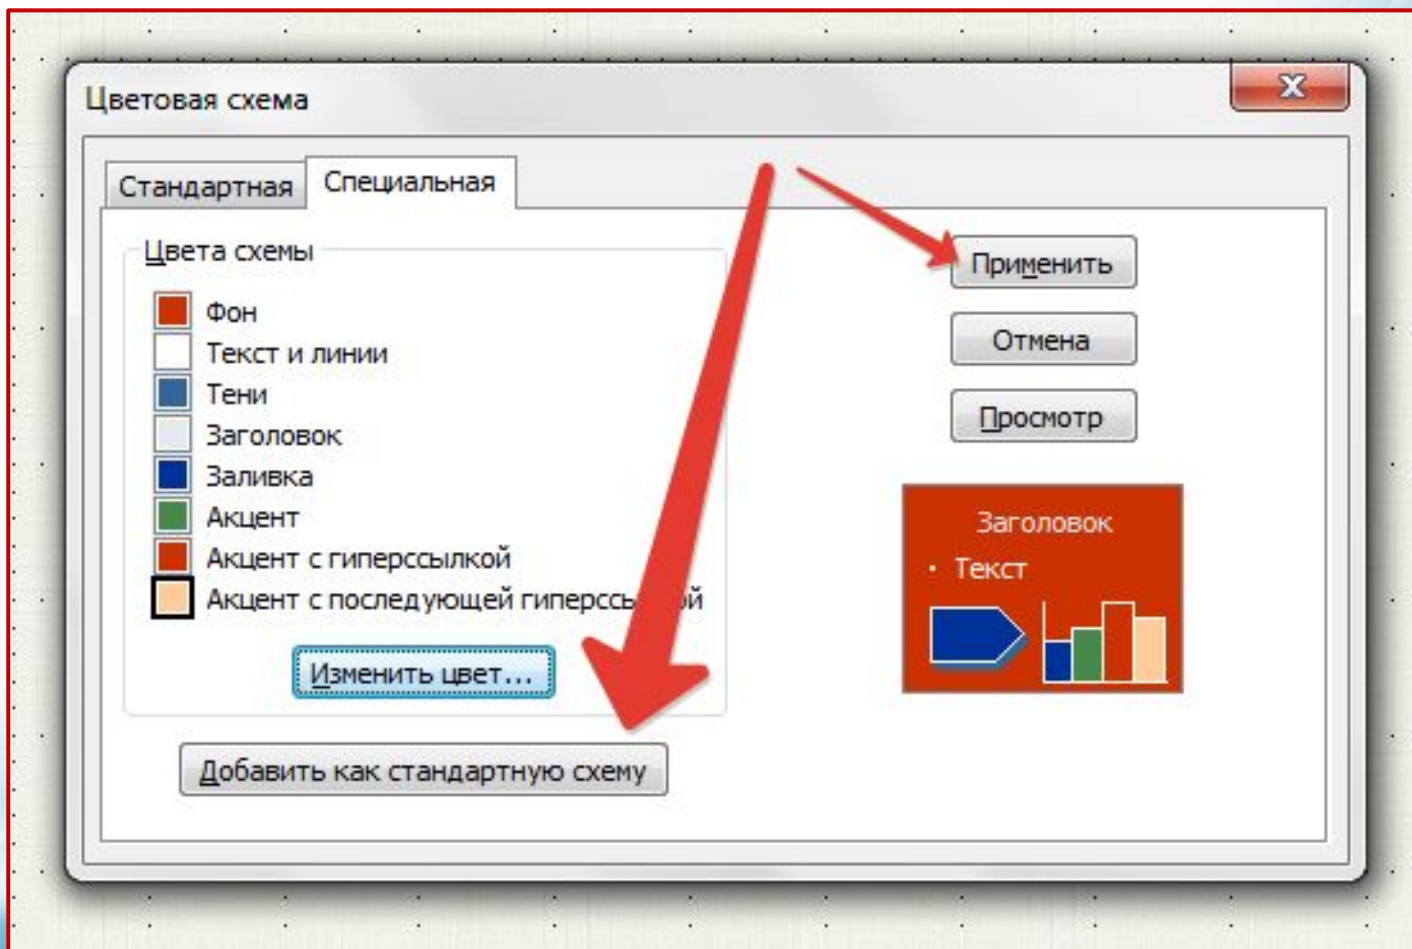 Цветовая схема
Стандартная
Специальная
Цвета схемы
Фон
Текст и линии
Тени
Заголовок
Заливка
Акцент
Акцент с гиперссылкой
Акцент с последующей
Изменить цвет...
Добавить как стандартную схему
Применить
Отмена
Просмотр
Заголовок
• Текст